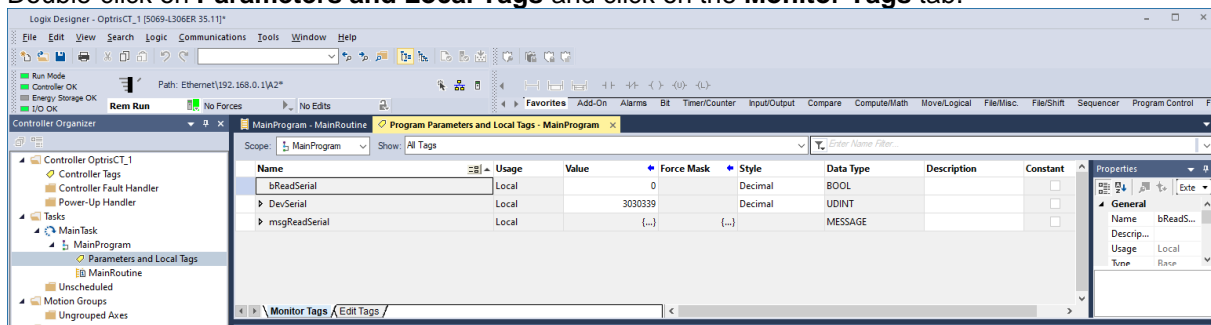 Double-click on Parameters and Local Tags and click on the Monitor Tags tab.
Logix Designer - OptrisCT_1 [5069-L306ER 35.11]*
File Edit View Search Logic Communications Tools Window Help
Run Mode
Controller OK
Energy Storage OK
I/O OK
Path: Ethernet\192.168.0.1\A2*
Rem Run
No Forces
No Edits
Favorites Add-On Alarms Bit Timer/Counter Input/Output Compare Compute/Math Move/Logical File/Misc. File/Shift Sequencer Program Control F
Controller Organizer
MainProgram - MainRoutine
Program Parameters and Local Tags - MainProgram
Scope: MainProgram Show: All Tags Enter Name Filter...
Controller OptrisCT_1
Controller Tags
Controller Fault Handler
Power-Up Handler
Tasks
MainTask
MainProgram
Parameters and Local Tags
MainRoutine
Unscheduled
Motion Groups
Ungrouped Axes
Name Usage Value Force Mask Style Data Type Description Constant
bReadSerial Local 0 Decimal BOOL
DevSerial Local 3030339 Decimal UDINT
msgReadSerial Local {...} {...} MESSAGE
Monitor Tags Edit Tags
Properties
Exte
General
Name bReadS...
Descrip...
Usage Local
Type Base